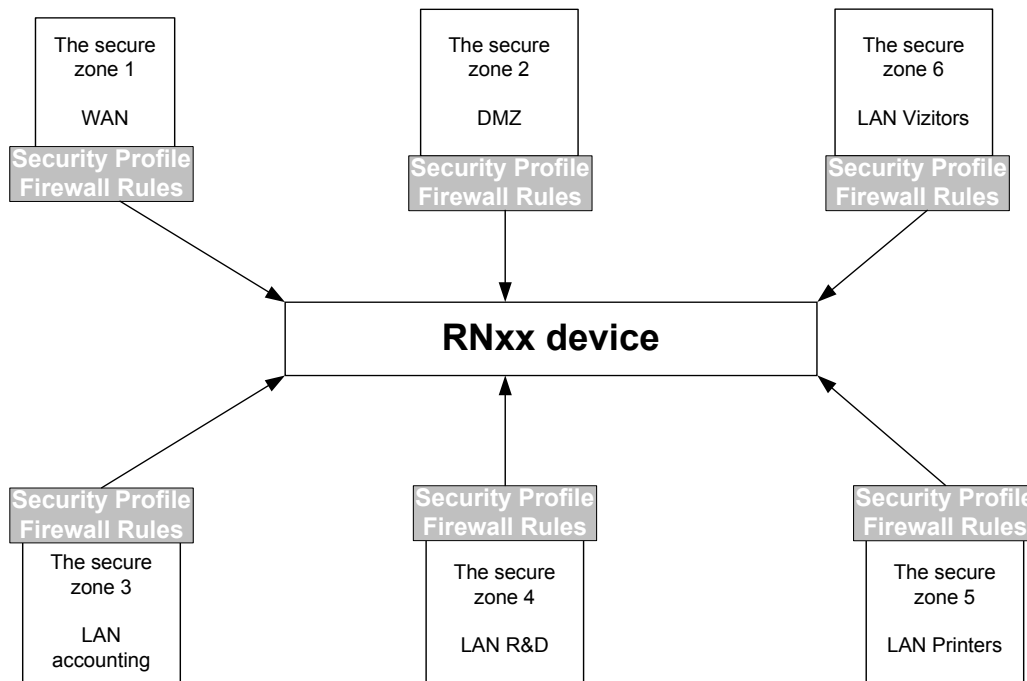 The secure
zone 1
WAN
Security Profile
Firewall Rules
The secure
zone 2
DMZ
Security Profile
Firewall Rules
The secure
zone 6
LAN Vizitors
Security Profile
Firewall Rules
RNxx device
Security Profile
Firewall Rules
The secure
zone 3
LAN
accounting
Security Profile
Firewall Rules
The secure
zone 4
LAN R&D
Security Profile
Firewall Rules
The secure
zone 5
LAN Printers